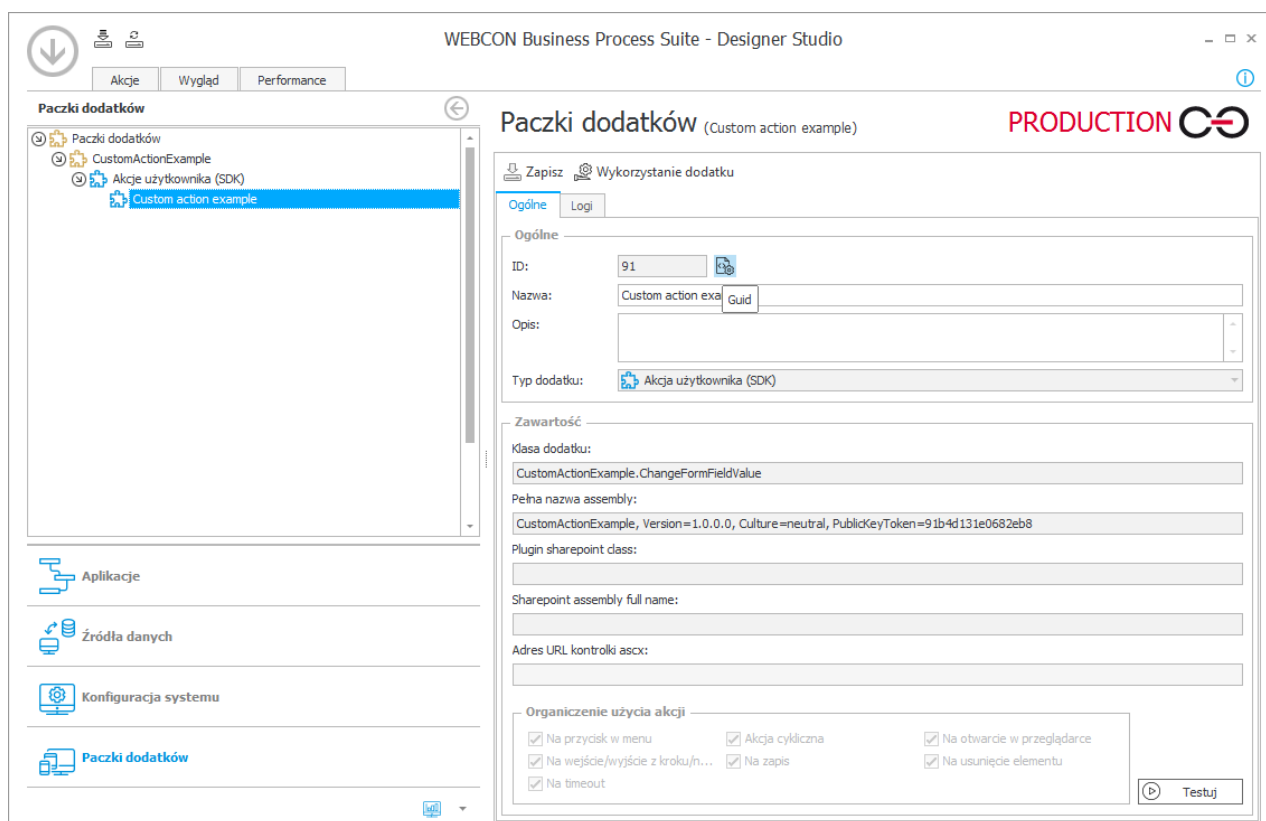 WEBCON Business Process Suite - Designer Studio
Akcje Wygląd Performance
Paczki dodatków
Paczki dodatków
CustomActionExample
Akcje użytkownika (SDK)
Custom action example
Aplikacje
Źródła danych
Konfiguracja systemu
Paczki dodatków
Paczki dodatków (Custom action example)
PRODUCTION
Zapisz Wykorzystanie dodatku
Ogólne Logi
Ogólne
ID: 91
Nazwa: Custom action exa
Guid
Opis:
Typ dodatku: Akcja użytkownika (SDK)
Zawartość
Klasa dodatku:
CustomActionExample.ChangeFormFieldValue
Pełna nazwa assembly:
CustomActionExample, Version=1.0.0.0, Culture=neutral, PublicKeyToken=91b4d131e0682eb8
Plugin sharepoint class:
Sharepoint assembly full name:
Adres URL kontrolki ascx:
Organiczenie użycia akcji
Na przycisk w menu Akcja cykliczna Na otwarcie w przeglądarce
Na wejście/wyjście z kroku/n... Na zapis Na usunięcie elementu
Na timeout
Testuj